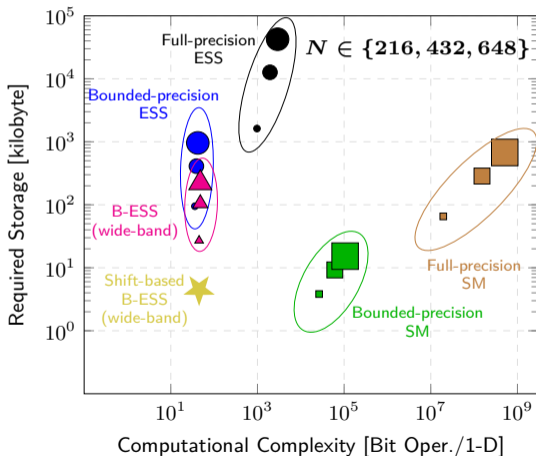 10^5
10^4
10^3
10^2
10^1
10^0
Required Storage [kilobyte]
Full-precision
ESS
N ∈ {216, 432, 648}
Bounded-precision
ESS
B-ESS
(wide-band)
Shift-based
B-ESS
(wide-band)
Full-precision
SM
Bounded-precision
SM
10^1
10^3
10^5
10^7
10^9
Computational Complexity [Bit Oper./1-D]